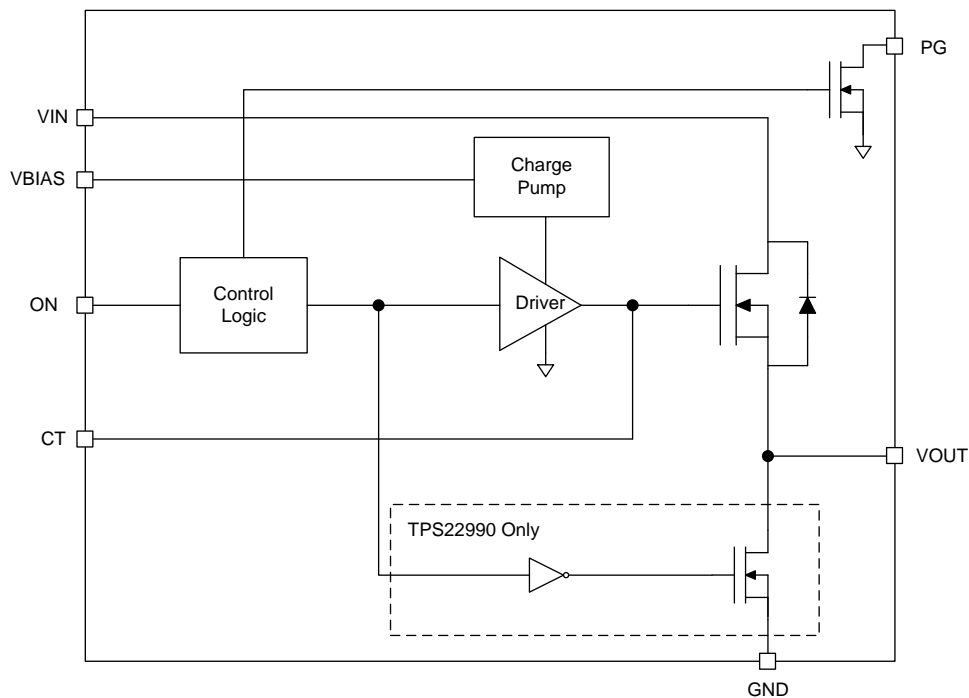 PG
VIN
Charge
Pump
VBIAS
Control
Logic
ON
Driver
CT
VOUT
TPS22990 Only
GND